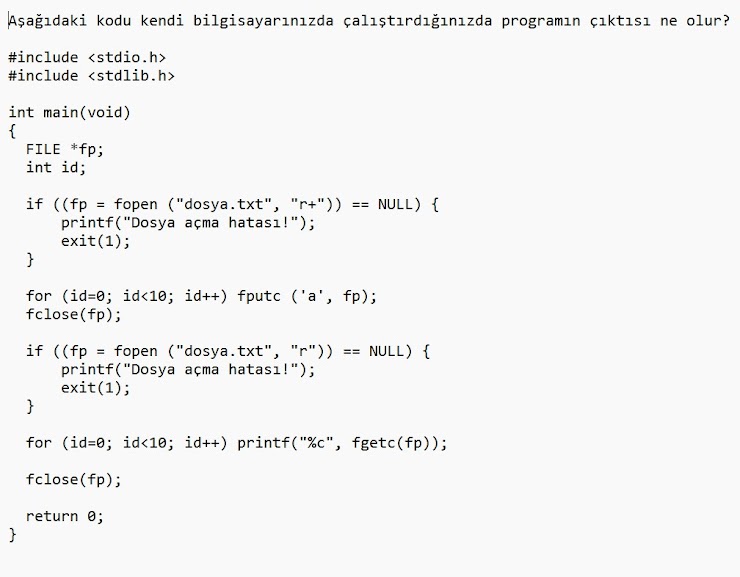 Aşağıdaki kodu kendi bilgisayarınızda çalıştırdığınızda programın çıktısı ne olur?
#include <stdio.h>
#include <stdlib.h>
int main(void)
{
FILE *fp;
int id;
if ((fp = fopen ("dosya.txt", "r+")) == NULL) {
printf("Dosya açma hatası!");
exit(1);
}
for (id=0; id<10; id++) fputc ('a', fp);
fclose(fp);
if ((fp = fopen ("dosya.txt", "r")) == NULL) {
printf("Dosya açma hatası!");
exit(1);
}
for (id=0; id<10; id++) printf("%c", fgetc(fp));
fclose(fp);
return 0;
}